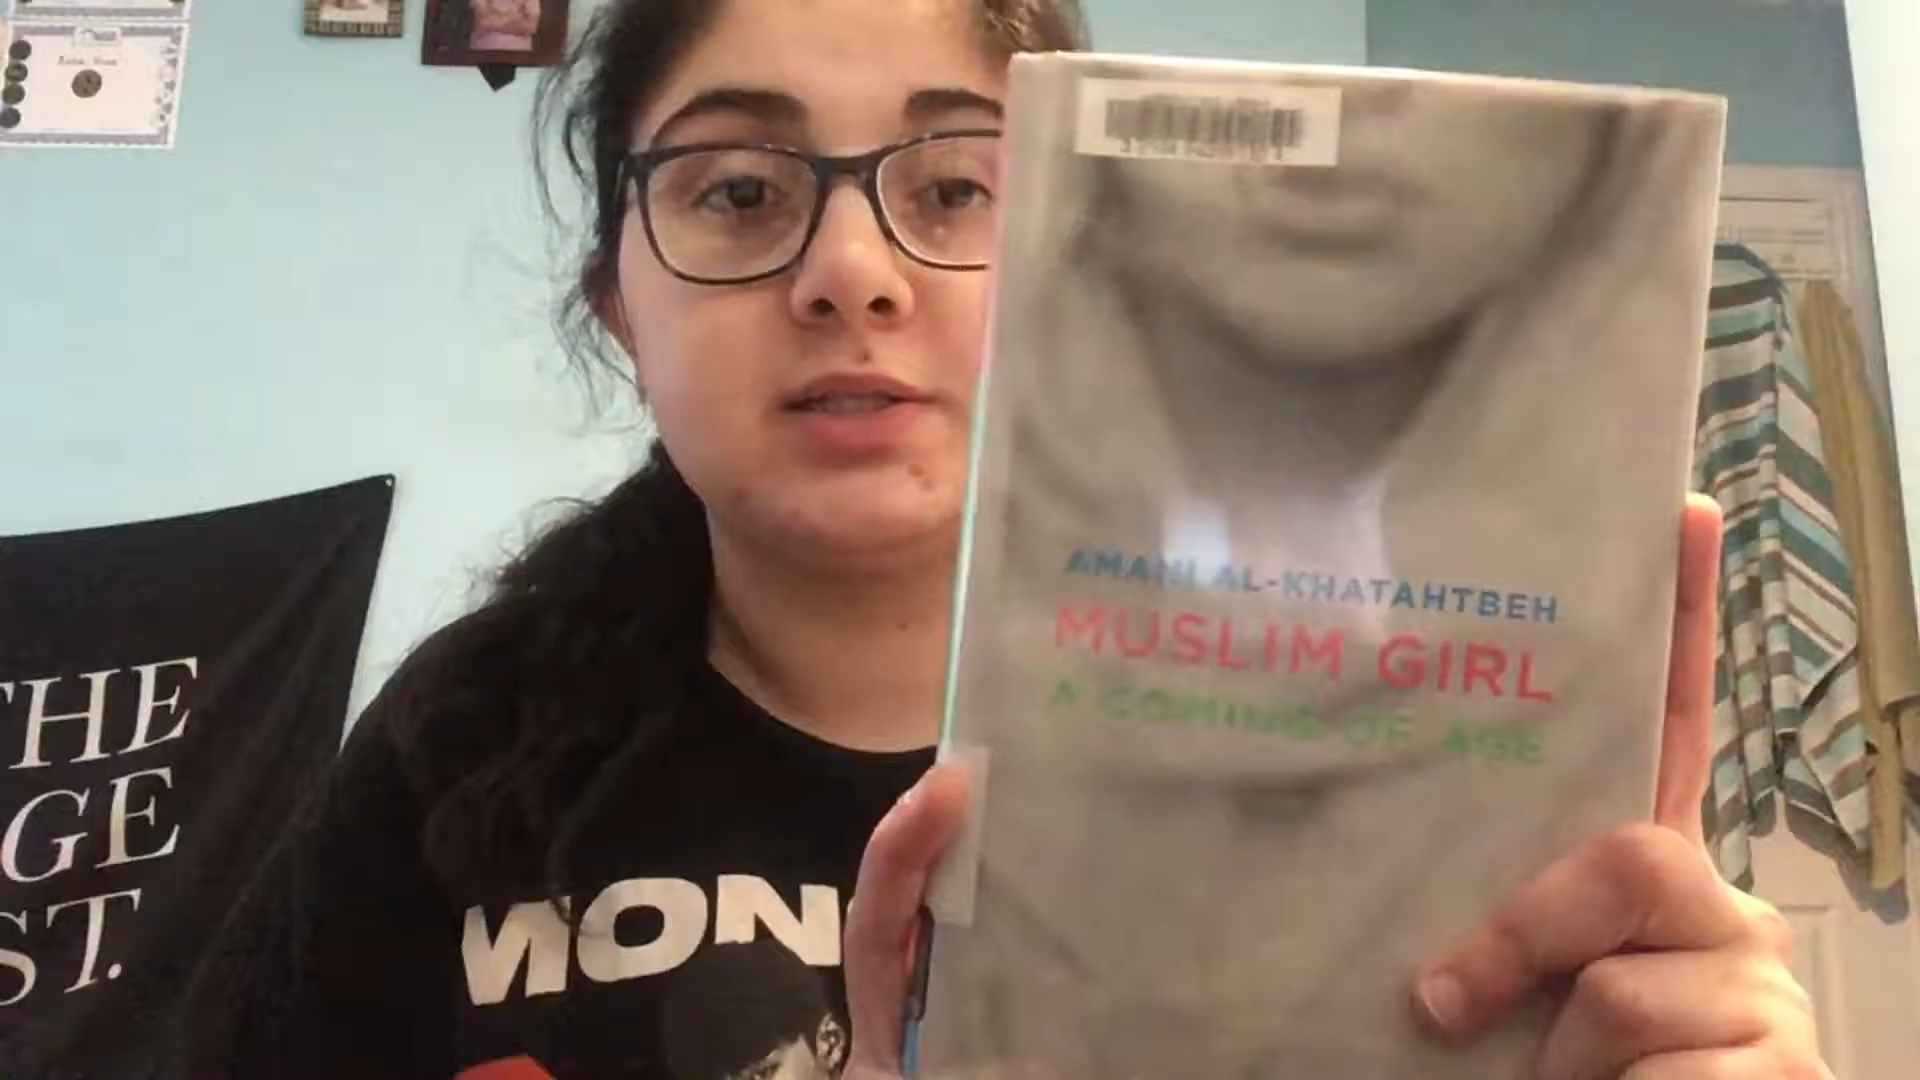 THE
GE
ST.
MON
AMANI AL-KHATAHTBEH
MUSLIM GIRL
A COMING OF AGE